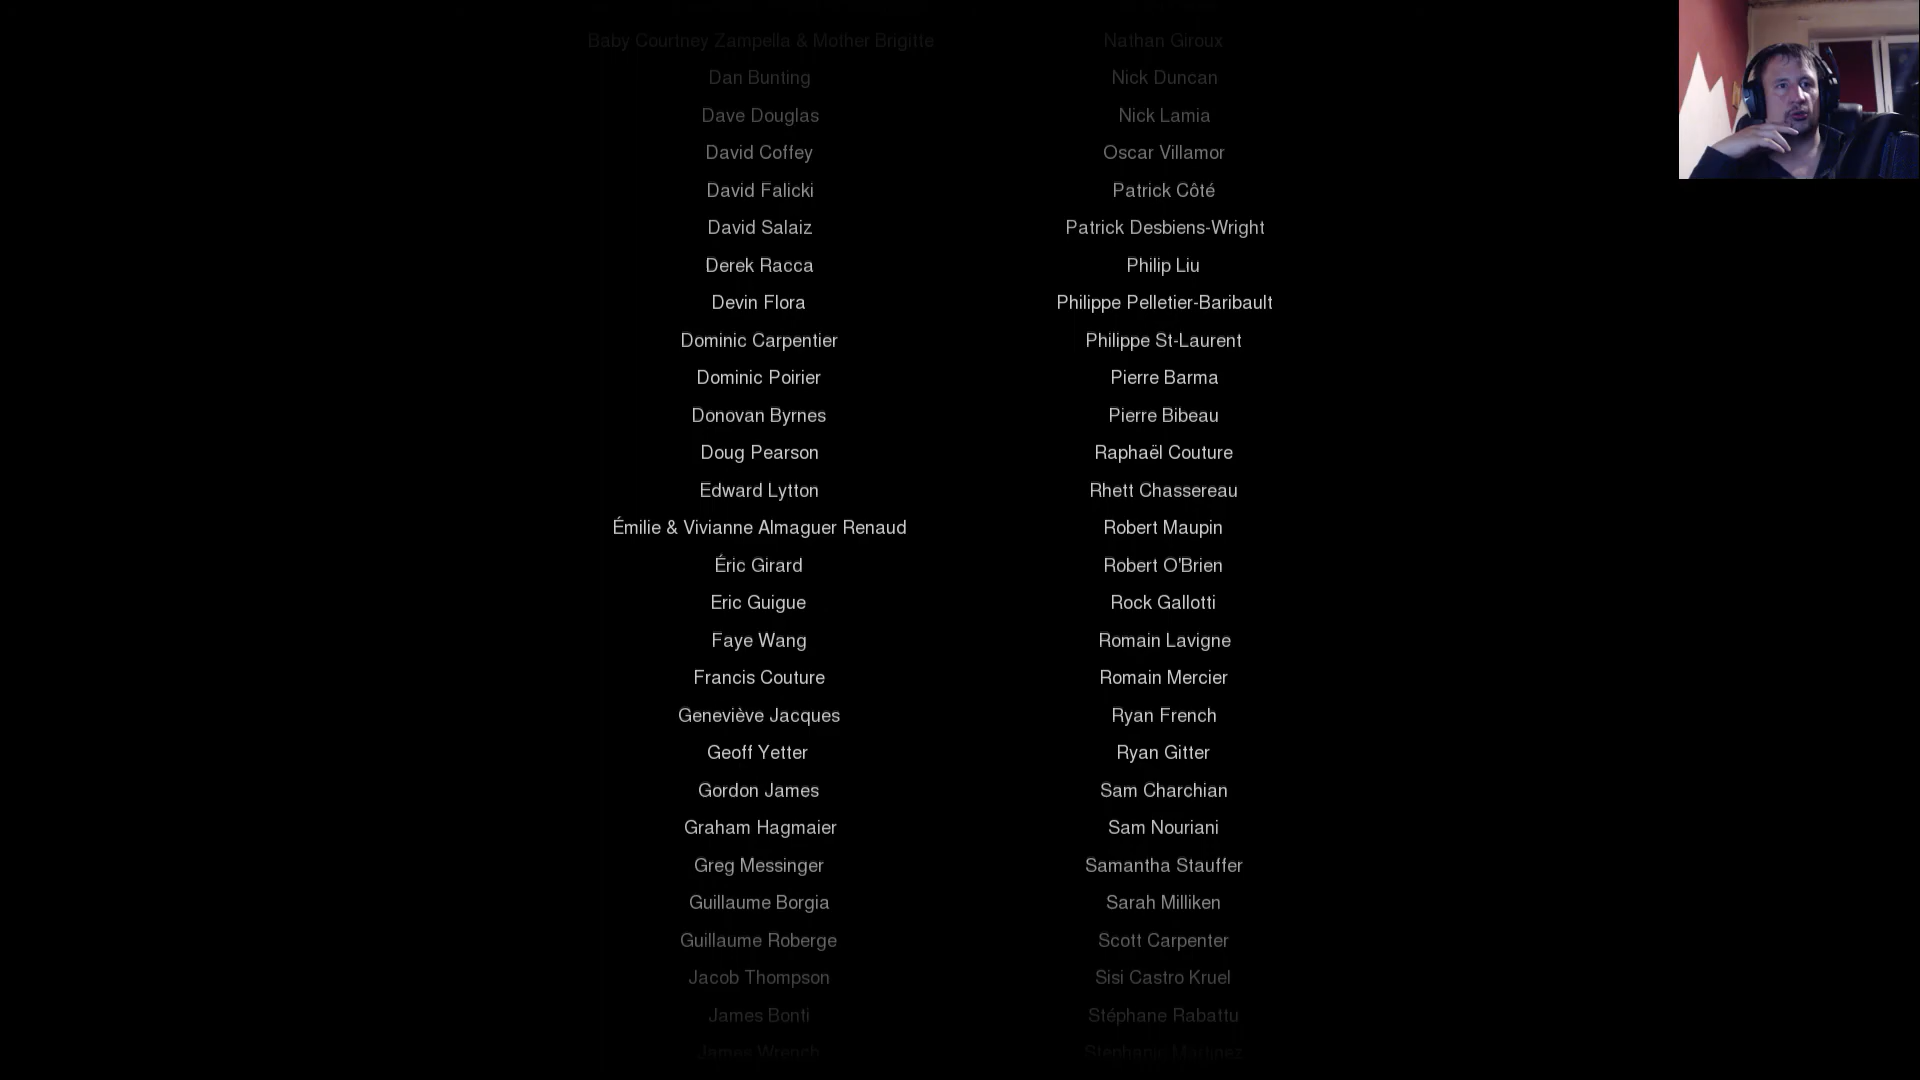 Baby Courtney Zampella & Mother Brigitte
Dan Bunting
Dave Douglas
David Coffey
David Falicki
David Salaiz
Derek Racca
Devin Flora
Dominic Carpentier
Dominic Poirier
Donovan Byrnes
Doug Pearson
Edward Lytton
Émilie & Vivianne Almaguer Renaud
Éric Girard
Eric Guigue
Faye Wang
Francis Couture
Geneviève Jacques
Geoff Yetter
Gordon James
Graham Hagmaier
Greg Messinger
Guillaume Borgia
Guillaume Roberge
Jacob Thompson
James Bonti
James Wrench
Nathan Giroux
Nick Duncan
Nick Lamia
Oscar Villamor
Patrick Côté
Patrick Desbiens-Wright
Philip Liu
Philippe Pelletier-Baribault
Philippe St-Laurent
Pierre Barma
Pierre Bibeau
Raphaël Couture
Rhett Chassereau
Robert Maupin
Robert O'Brien
Rock Gallotti
Romain Lavigne
Romain Mercier
Ryan French
Ryan Gitter
Sam Charchian
Sam Nouriani
Samantha Stauffer
Sarah Milliken
Scott Carpenter
Sisi Castro Kruel
Stéphane Rabattu
Stephanie Martinez